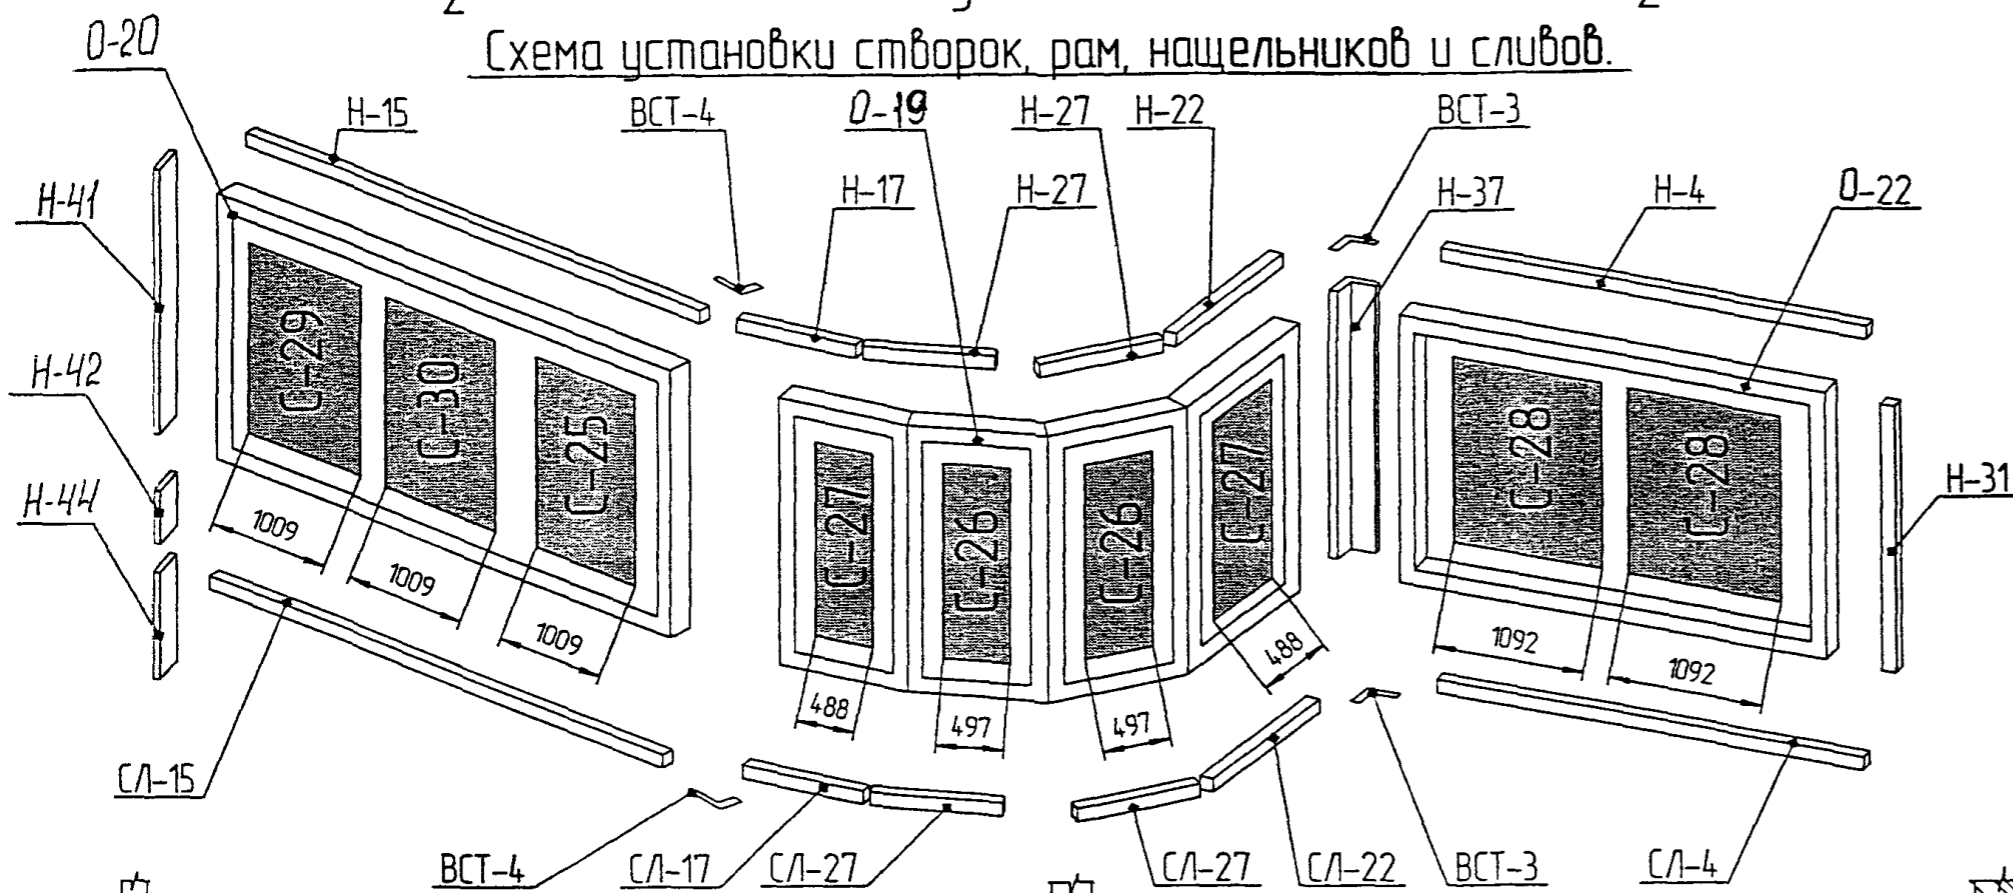 Схема установки створок, рам, нащельников и сливов.
О-20
Н-15
ВСТ-4
О-19
Н-27
Н-22
ВСТ-3
Н-41
Н-17
Н-27
Н-37
Н-4
О-22
Н-42
Н-44
Н-31
С-29
С-30
С-25
С-27
С-26
С-26
С-27
С-28
С-28
1009
1009
1009
488
497
497
488
1092
1092
СЛ-15
ВСТ-4
СЛ-17
СЛ-27
СЛ-27
СЛ-22
ВСТ-3
СЛ-4